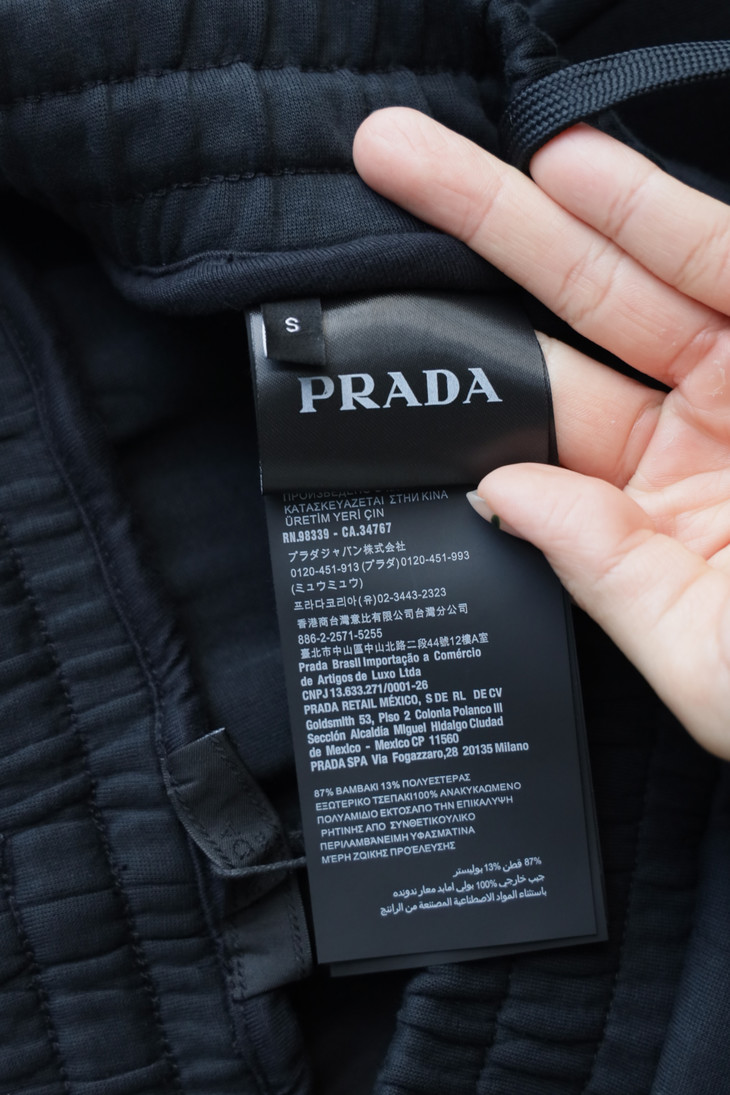 S
PRADA
ΚΑΤΑΣΚΕΥΑΖΕΤΑΙ ΣΤΗΝ ΚΙΝΑ
ÜRETİM YERİ ÇIN
RN.98339 - CA.34767
プラダジャパン株式会社
0120-451-913 (プラダ) 0120-451-993
(ミュウミュウ)
프라다코리아(유)02-3443-2323
香港商台灣意比有限公司台灣分公司
886-2-2571-5255
臺北市中山區中山北路二段44號12樓A室
Prada Brasil Importação a Comércio
de Artigos de Luxo Ltda
CNPJ 13.633.271/0001-26
PRADA RETAIL MÉXICO, S DE RL DE CV
Goldsmith 53, Piso 2 Colonia Polanco III
Sección Alcaldía Miguel Hidalgo Ciudad
de Mexico - Mexico CP 11560
PRADA SPA Via Fogazzaro,28 20135 Milano
87% ΒΑΜΒΑΚΙ 13% ΠΟΛΥΕΣΤΕΡΑΣ
ΕΞΩΤΕΡΙΚΟ ΤΣΕΠΑΚΙ100% ΑΝΑΚΥΚΛΩΜΕΝΟ
ΠΟΛΥΑΜΙΔΙΟ ΕΚΤΟΣΑΠΟ ΤΗΝ ΕΠΙΚΑΛΥΨΗ
ΡΗΤΙΝΗΣ ΑΠΟ ΣΥΝΘΕΤΙΚΟΥΛΙΚΟ
ΠΕΡΙΛΑΜΒΑΝΕΙΜΗ ΥΦΑΣΜΑΤΙΝΑ
ΜΈΡΗ ΖΩΙΚΗΣ ΠΡΟΈΛΕΥΣΗΣ
87% قطن 13% بوليستر
جيب خارجي 100% بولي امايد معار ندونده
باستثناء المواد الاصطناعية المصنعة من الراتنج